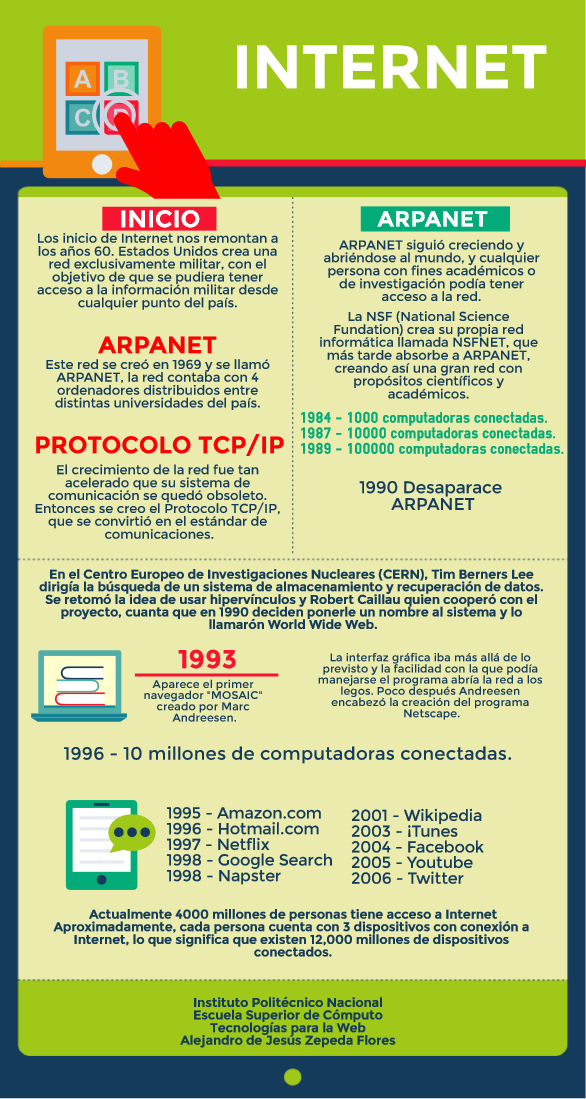 INTERNET
A B
C D
INICIO
Los inicio de Internet nos remontan a
los años 60. Estados Unidos crea una
red exclusivamente militar, con el
objetivo de que se pudiera tener
acceso a la información militar desde
cualquier punto del país.
ARPANET
Este red se creó en 1969 y se llamó
ARPANET, la red contaba con 4
ordenadores distribuidos entre
distintas universidades del país.
PROTOCOLO TCP/IP
El crecimiento de la red fue tan
acelerado que su sistema de
comunicación se quedó obsoleto.
Entonces se creo el Protocolo TCP/IP,
que se convirtió en el estándar de
comunicaciones.
ARPANET
ARPANET siguió creciendo y
abriéndose al mundo, y cualquier
persona con fines académicos o
de investigación podía tener
acceso a la red.
La NSF (National Science
Fundation) crea su propia red
informática llamada NSFNET, que
más tarde absorbe a ARPANET,
creando así una gran red con
propósitos científicos y
académicos.
1984 - 1000 computadoras conectadas.
1987 - 10000 computadoras conectadas.
1989 - 100000 computadoras conectadas.
1990 Desaparace
ARPANET
En el Centro Europeo de Investigaciones Nucleares (CERN), Tim Berners Lee
dirigía la búsqueda de un sistema de almacenamiento y recuperación de datos.
Se retomó la idea de usar hipervínculos y Robert Caillau quien cooperó con el
proyecto, cuanta que en 1990 deciden ponerle un nombre al sistema y lo
llamarón World Wide Web.
1993
Aparece el primer
navegador "MOSAIC"
creado por Marc
Andreesen.
La interfaz gráfica iba más allá de lo
previsto y la facilidad con la que podía
manejarse el programa abría la red a los
legos. Poco después Andreesen
encabezó la creación del programa
Netscape.
1996 - 10 millones de computadoras conectadas.
1995 - Amazon.com
1996 - Hotmail.com
1997 - Netflix
1998 - Google Search
1998 - Napster
2001 - Wikipedia
2003 - iTunes
2004 - Facebook
2005 - Youtube
2006 - Twitter
Actualmente 4000 millones de personas tiene acceso a Internet
Aproximadamente, cada persona cuenta con 3 dispositivos con conexión a
Internet, lo que significa que existen 12,000 millones de dispositivos
conectados.
Instituto Politécnico Nacional
Escuela Superior de Cómputo
Tecnologías para la Web
Alejandro de Jesús Zepeda Flores